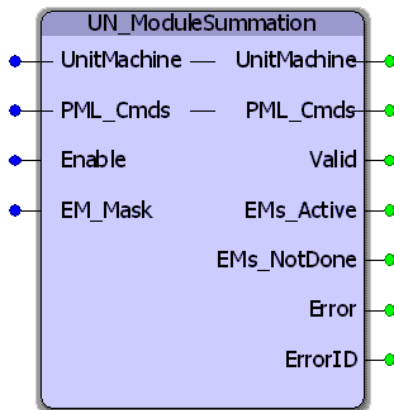 UN_ModuleSummation
UnitMachine UnitMachine
PML_Cmds PML_Cmds
Enable Valid
EM_Mask EMs_Active
EMs_NotDone
Error
ErrorID